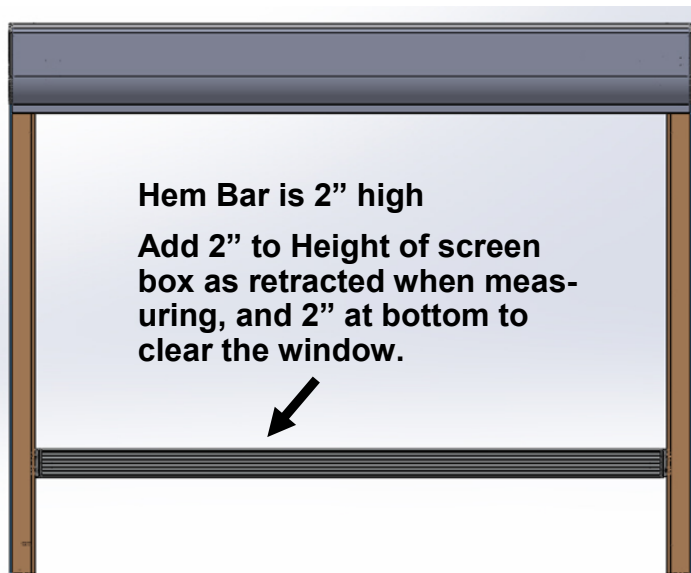 Hem Bar is 2” high
Add 2” to Height of screen
box as retracted when meas-
uring, and 2” at bottom to
clear the window.